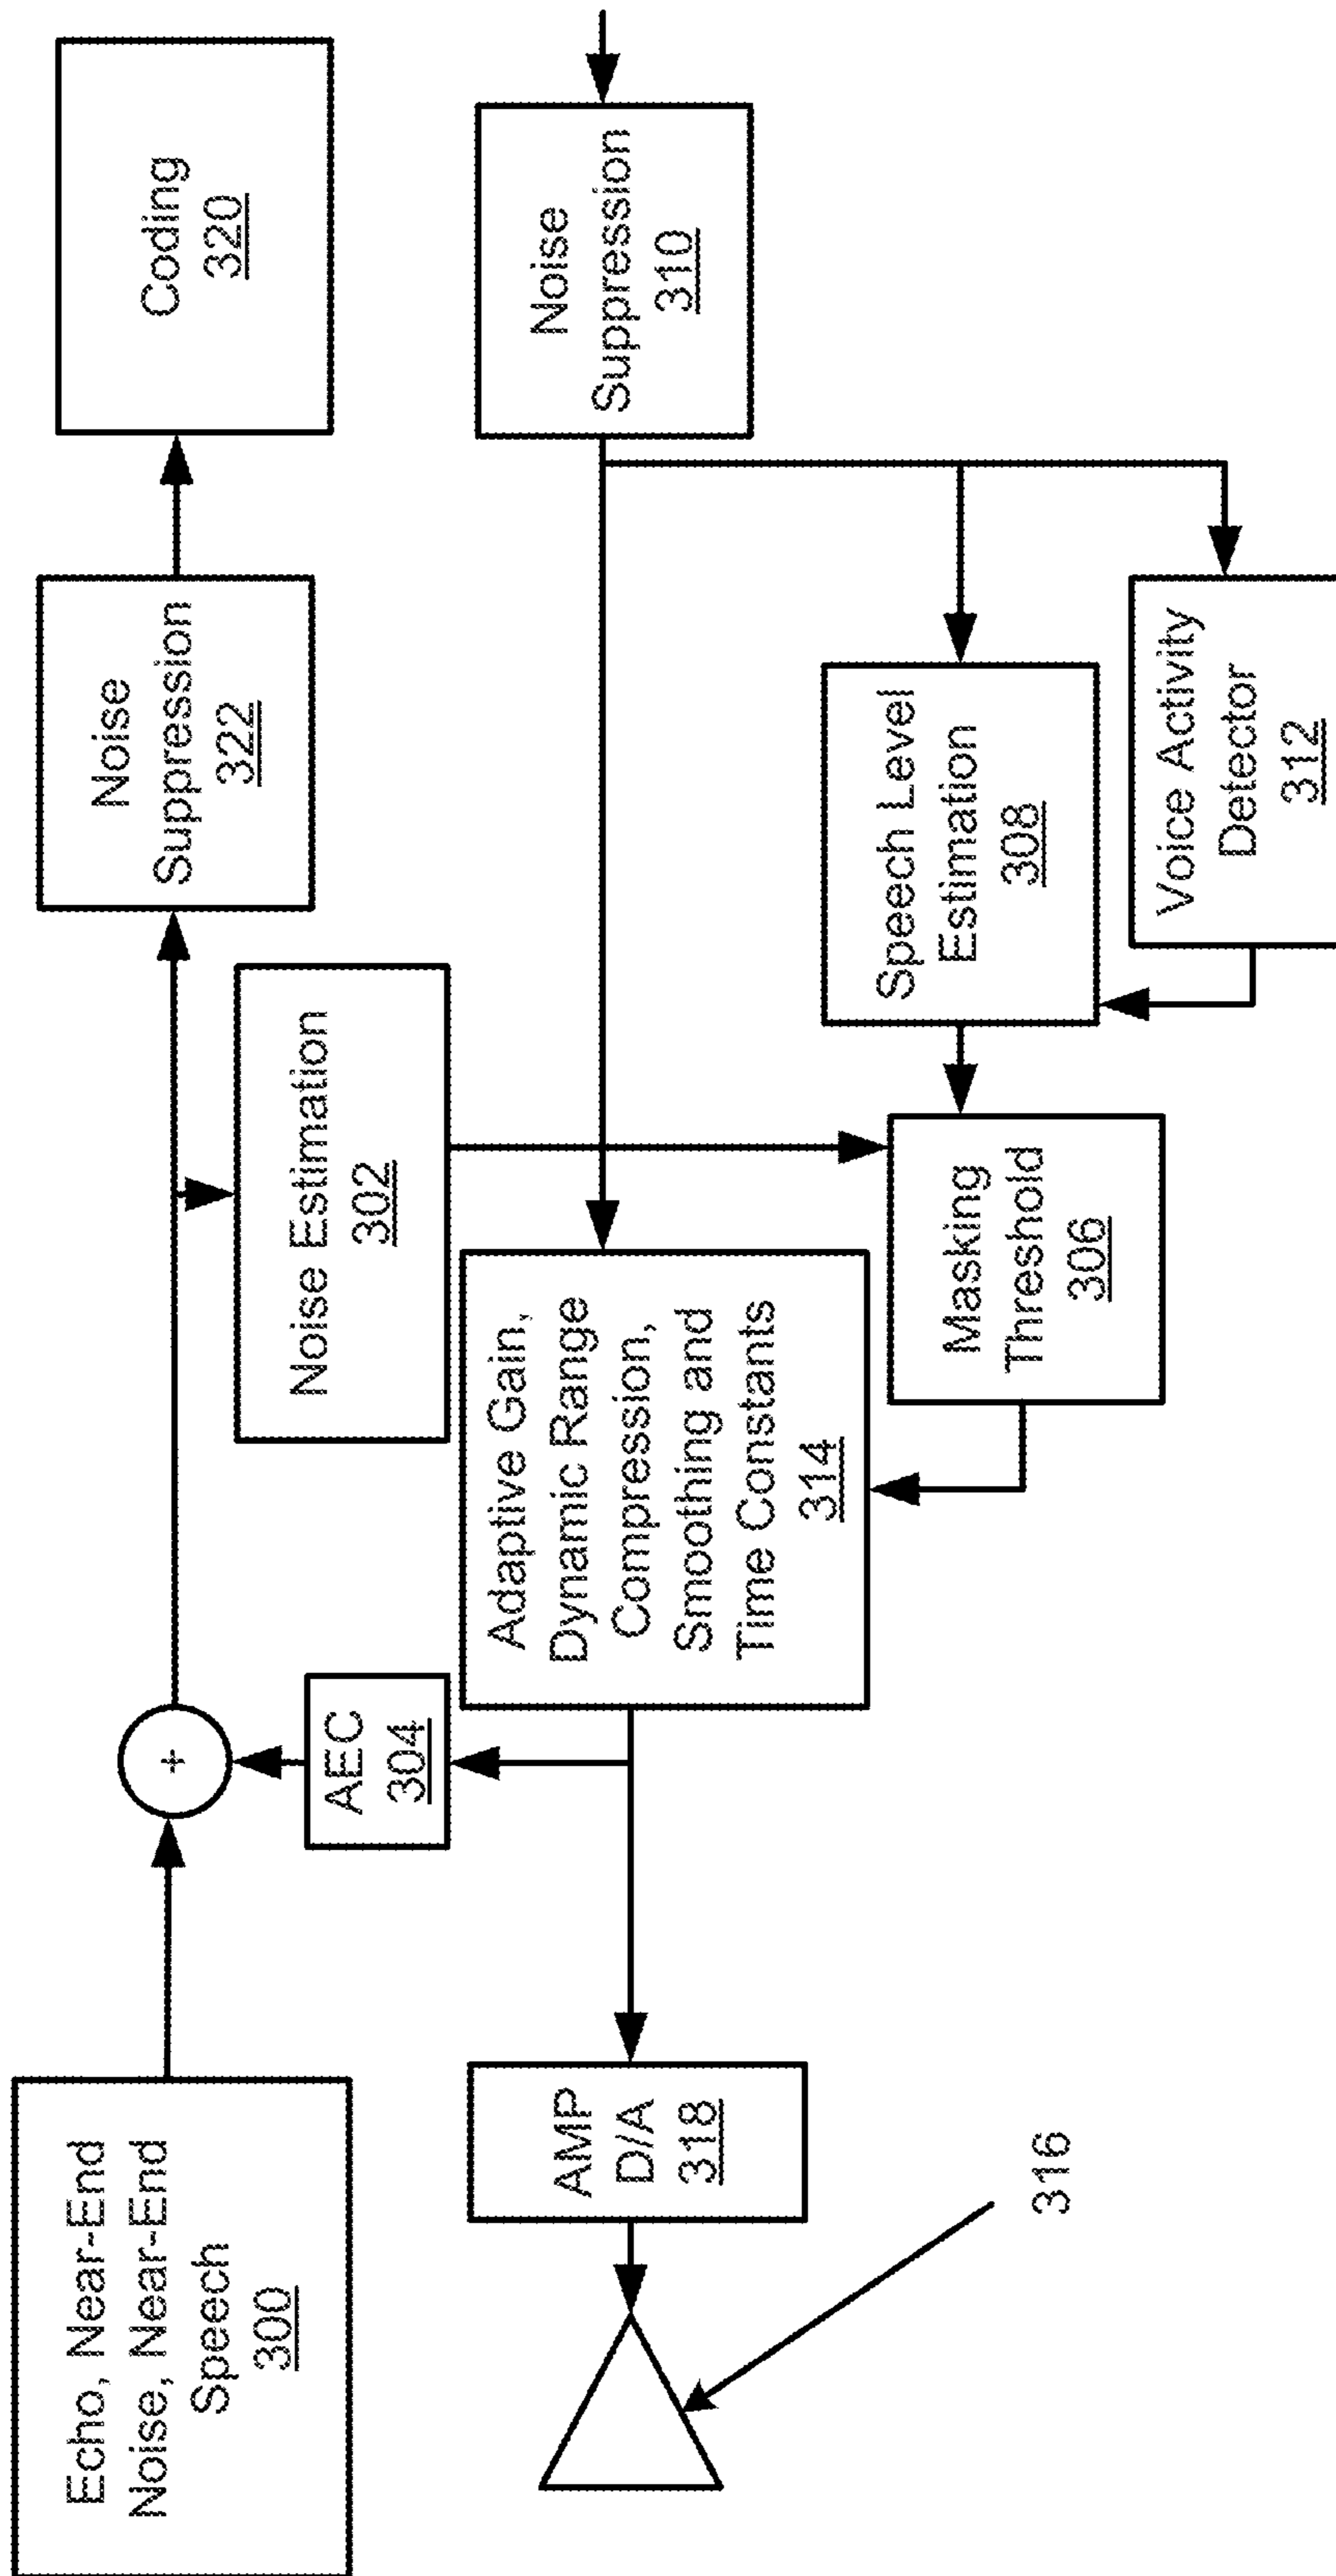 Echo, Near-End
Noise, Near-End
Speech
300
+
AEC
304
Noise Estimation
302
Noise
Suppression
322
Coding
320
AMP
D/A
318
316
Adaptive Gain,
Dynamic Range
Compression,
Smoothing and
Time Constants
314
Masking
Threshold
306
Speech Level
Estimation
308
Voice Activity
Detector
312
Noise
Suppression
310